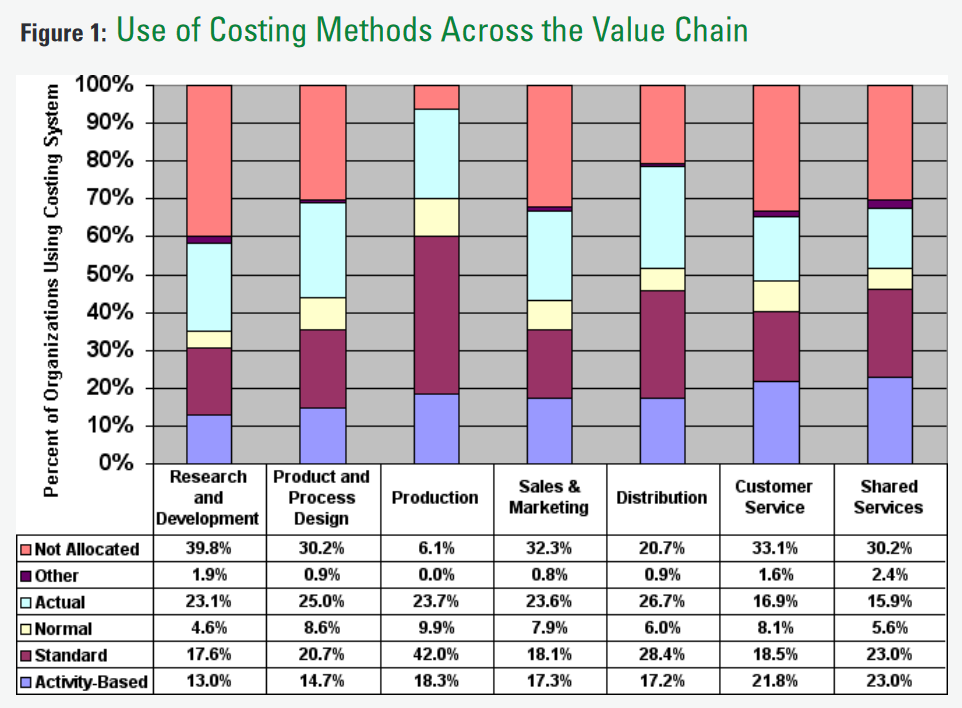 Figure 1: Use of Costing Methods Across the Value Chain
Percent of Organizations Using Costing System
100%
90%
80%
70%
60%
50%
40%
30%
20%
10%
0%
Research and Development
Product and Process Design
Production
Sales & Marketing
Distribution
Customer Service
Shared Services
Not Allocated 39.8% 30.2% 6.1% 32.3% 20.7% 33.1% 30.2%
Other 1.9% 0.9% 0.0% 0.8% 0.9% 1.6% 2.4%
Actual 23.1% 25.0% 23.7% 23.6% 26.7% 16.9% 15.9%
Normal 4.6% 8.6% 9.9% 7.9% 6.0% 8.1% 5.6%
Standard 17.6% 20.7% 42.0% 18.1% 28.4% 18.5% 23.0%
Activity-Based 13.0% 14.7% 18.3% 17.3% 17.2% 21.8% 23.0%